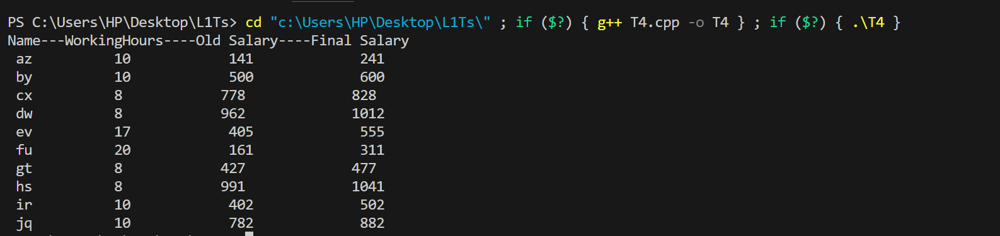 PS C:\Users\HP\Desktop\L1Ts> cd "c:\Users\HP\Desktop\L1Ts\" ; if ($?) { g++ T4.cpp -o T4 } ; if ($?) { .\T4 }
Name---WorkingHours----Old Salary----Final Salary
 az          10            141             241
 by          10            500             600
 cx          8            778             828
 dw          8            962             1012
 ev          17            405             555
 fu          20            161             311
 gt          8            427             477
 hs          8            991             1041
 ir          10            402             502
 jq          10            782             882